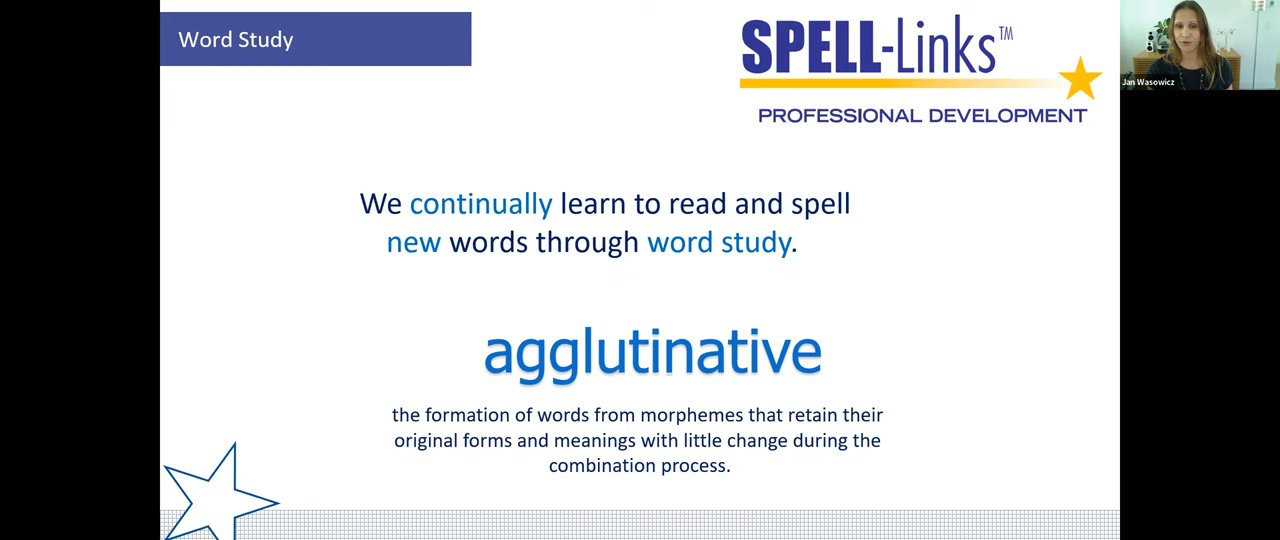 Word Study
SPELL-Links™
PROFESSIONAL DEVELOPMENT
Jan Wasowicz
We continually learn to read and spell
new words through word study.
agglutinative
the formation of words from morphemes that retain their
original forms and meanings with little change during the
combination process.